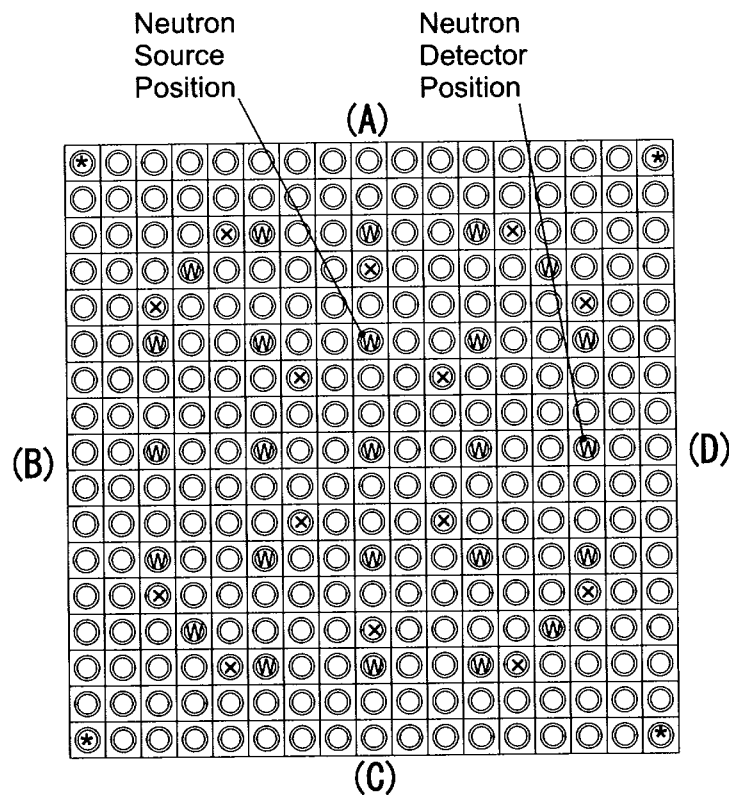 Neutron
Source
Position
Neutron
Detector
Position
(A)
* *
× W W W ×
W × W
× ×
W W W W W
× ×
(B) W W W W W (D)
× ×
W W W W W
× ×
W × W
× W W W ×
* *
(C)